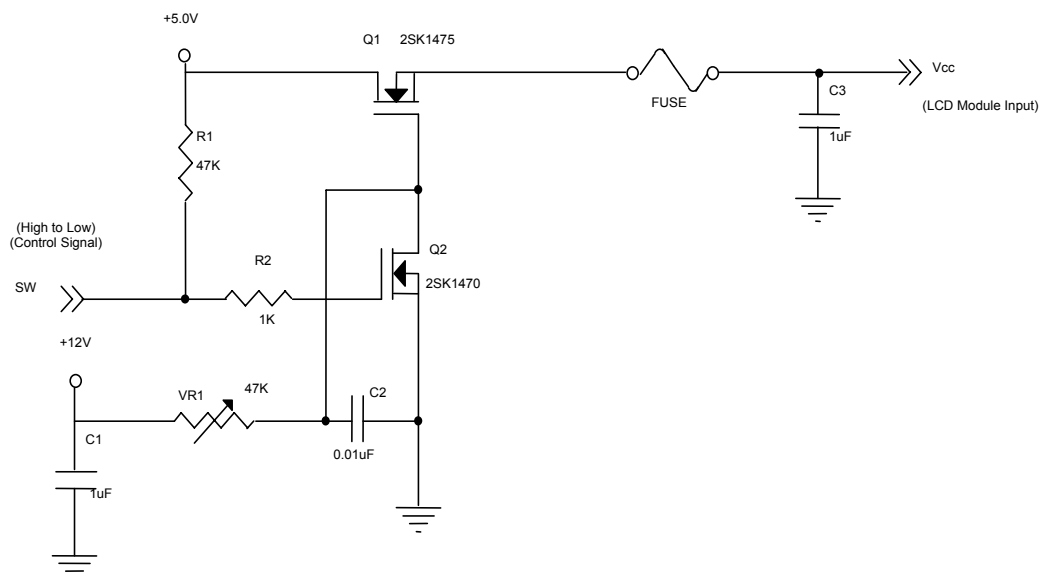 +5.0V
Q1 2SK1475
Vcc
FUSE
C3
(LCD Module Input)
1uF
R1
47K
(High to Low)
(Control Signal)
Q2
R2
SW
2SK1470
1K
+12V
VR1
47K
C2
C1
0.01uF
1uF